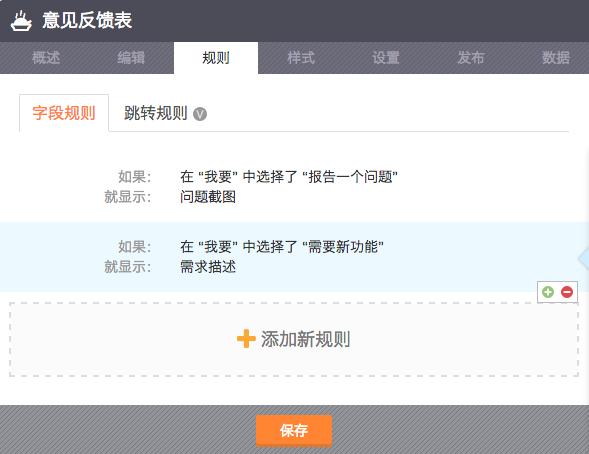 意见反馈表
概述 编辑 规则 样式 设置 发布 数据
字段规则 跳转规则 V
如果： 在 “我要” 中选择了 “报告一个问题”
就显示： 问题截图
如果： 在 “我要” 中选择了 “需要新功能”
就显示： 需求描述
添加新规则
保存